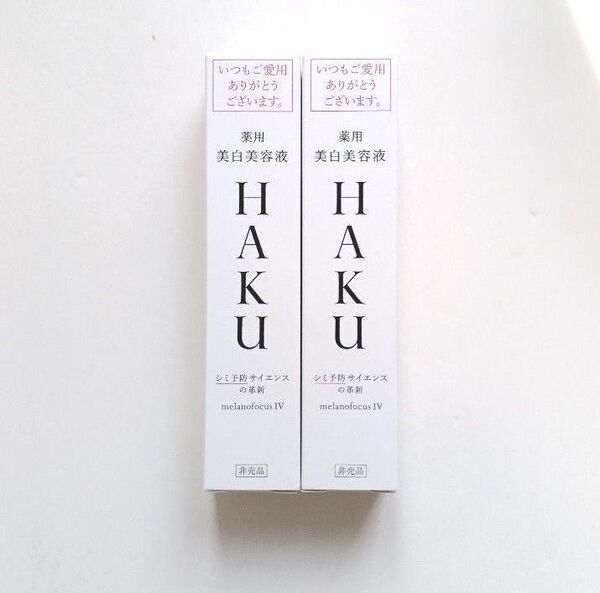 いつもご愛用
ありがとう
ございます。
薬用
美白美容液
HAKU
シミ予防サイエンス
の革新
melanofocus IV
非売品
いつもご愛用
ありがとう
ございます。
薬用
美白美容液
HAKU
シミ予防サイエンス
の革新
melanofocus IV
非売品